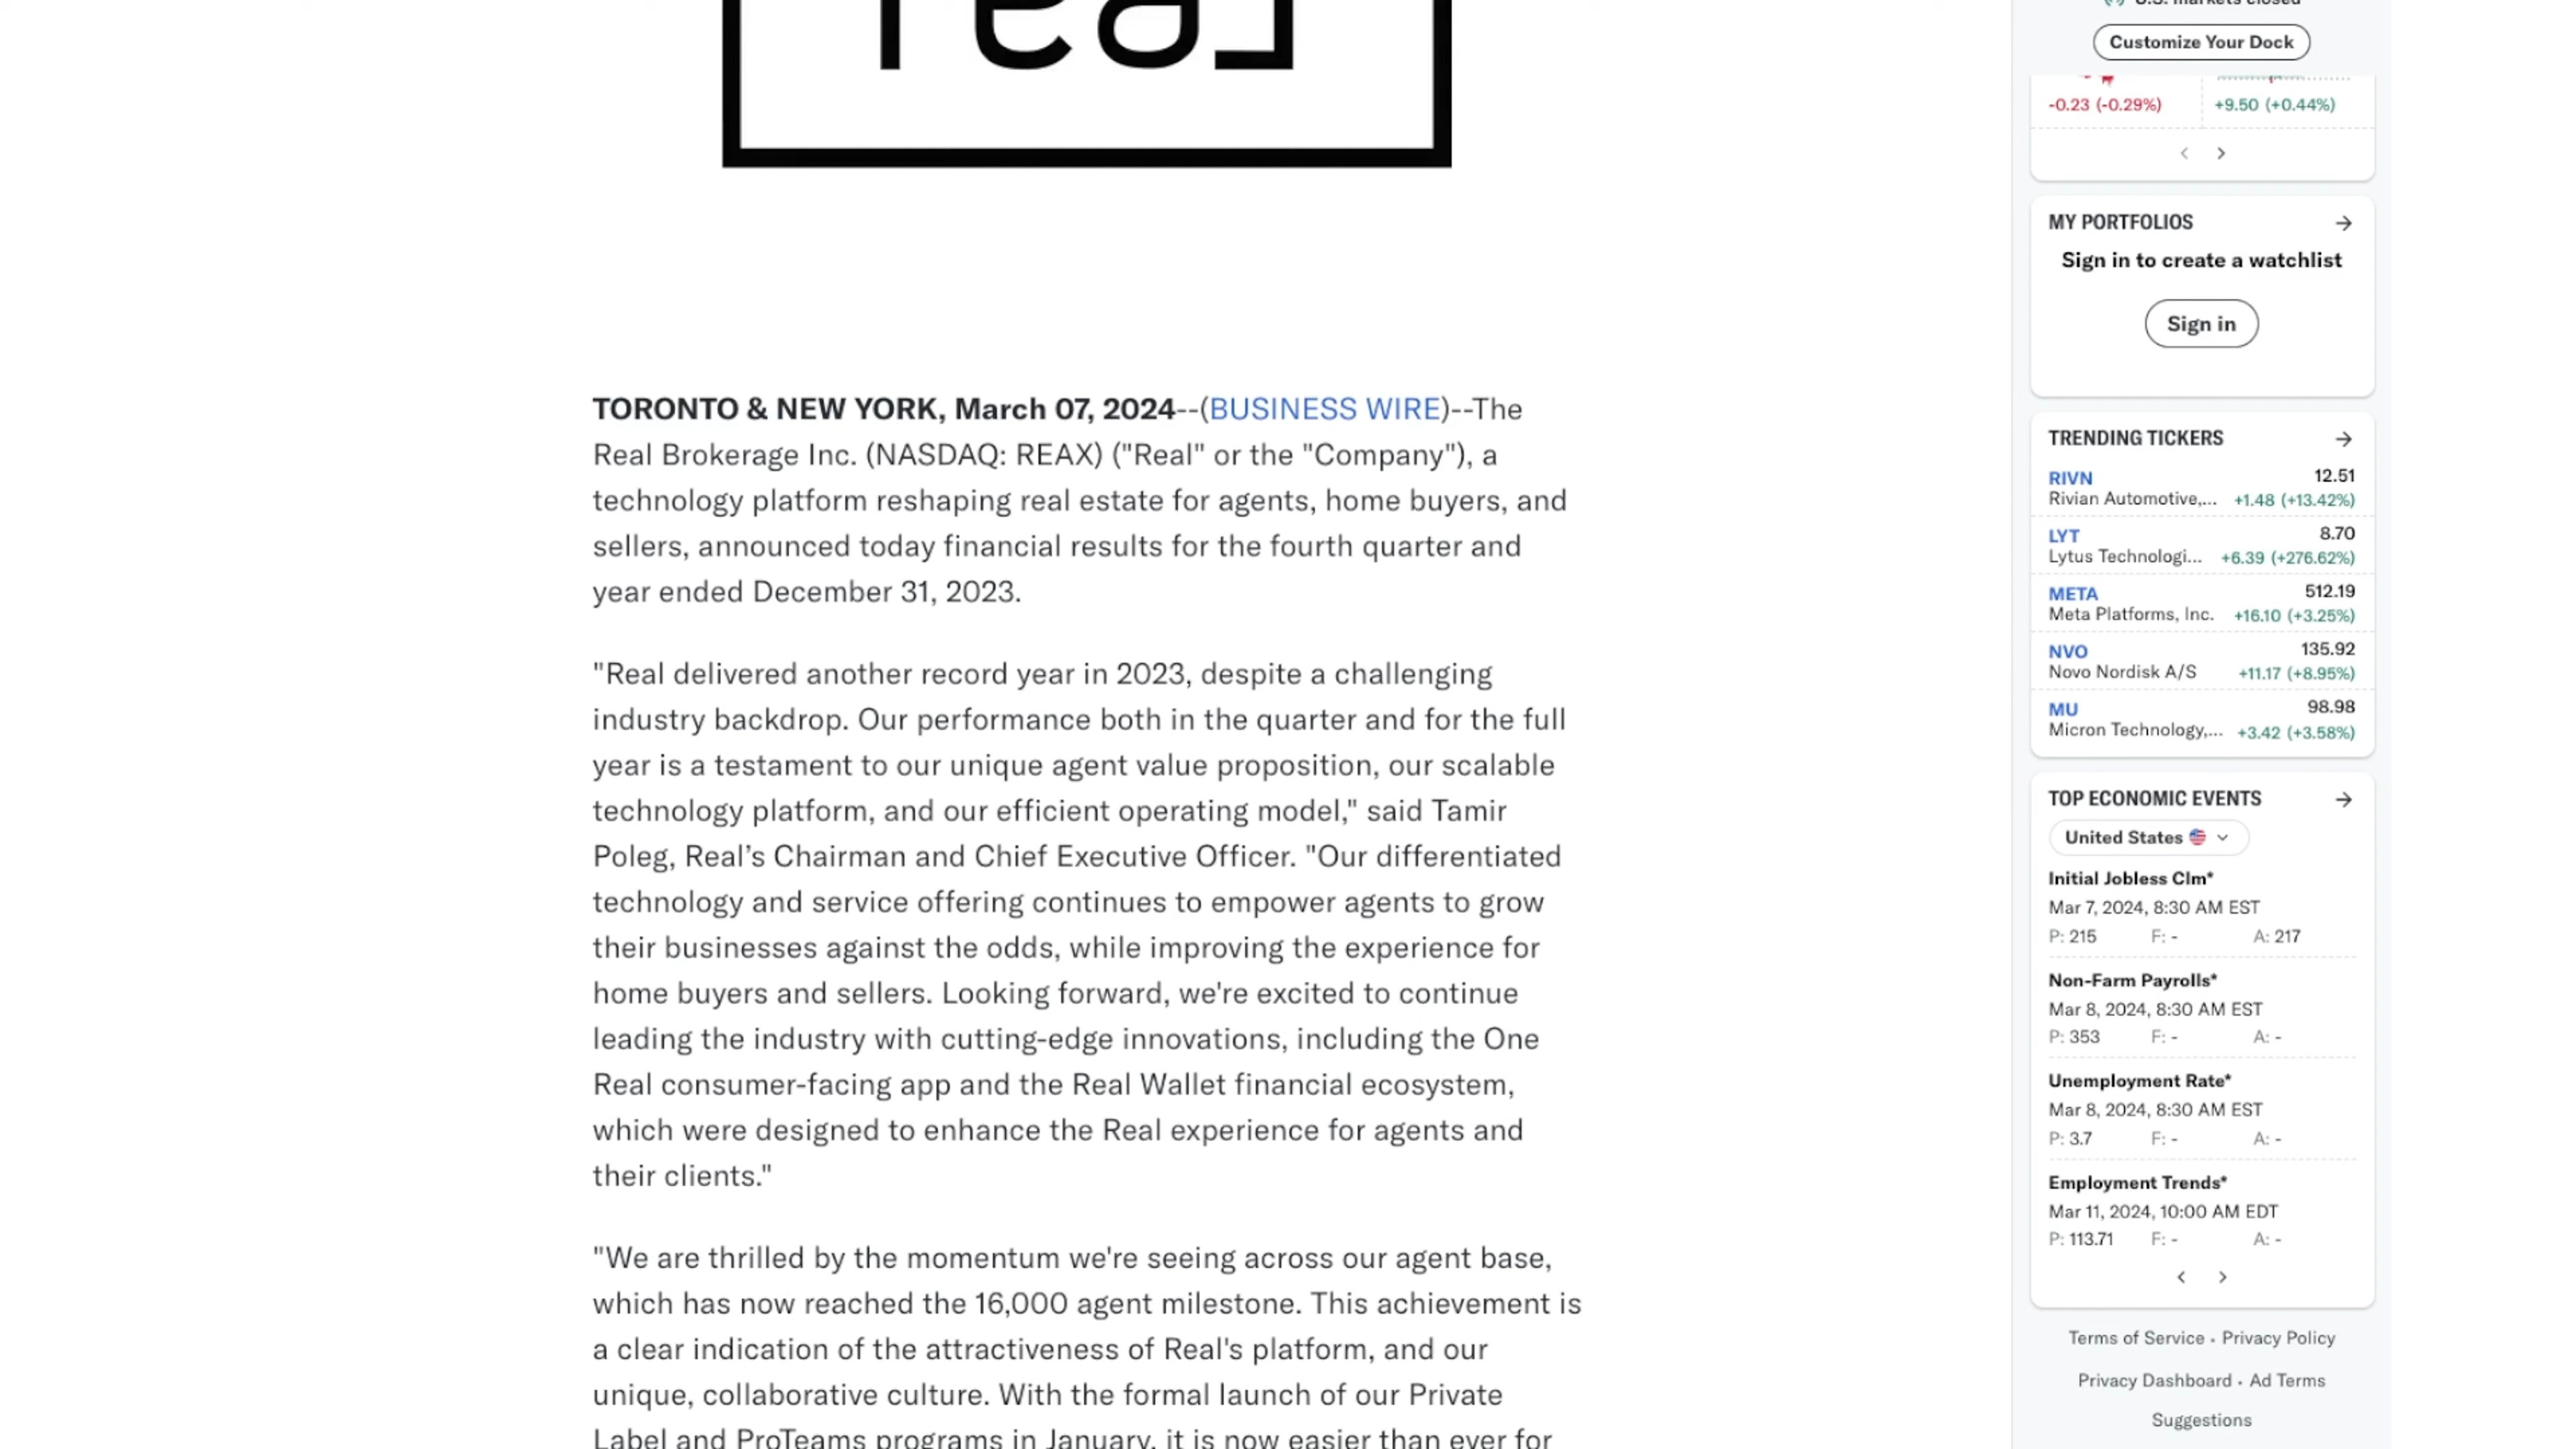 real
TORONTO & NEW YORK, March 07, 2024--(BUSINESS WIRE)--The
Real Brokerage Inc. (NASDAQ: REAX) ("Real" or the "Company"), a
technology platform reshaping real estate for agents, home buyers, and
sellers, announced today financial results for the fourth quarter and
year ended December 31, 2023.
"Real delivered another record year in 2023, despite a challenging
industry backdrop. Our performance both in the quarter and for the full
year is a testament to our unique agent value proposition, our scalable
technology platform, and our efficient operating model," said Tamir
Poleg, Real’s Chairman and Chief Executive Officer. "Our differentiated
technology and service offering continues to empower agents to grow
their businesses against the odds, while improving the experience for
home buyers and sellers. Looking forward, we're excited to continue
leading the industry with cutting-edge innovations, including the One
Real consumer-facing app and the Real Wallet financial ecosystem,
which were designed to enhance the Real experience for agents and
their clients."
"We are thrilled by the momentum we're seeing across our agent base,
which has now reached the 16,000 agent milestone. This achievement is
a clear indication of the attractiveness of Real's platform, and our
unique, collaborative culture. With the formal launch of our Private
Label and ProTeams programs in January, it is now easier than ever for
U.S. markets closed
Customize Your Dock
-0.23 (-0.29%) +9.50 (+0.44%)
MY PORTFOLIOS
Sign in to create a watchlist
Sign in
TRENDING TICKERS
RIVN 12.51
Rivian Automotive,... +1.48 (+13.42%)
LYT 8.70
Lytus Technologi... +6.39 (+276.62%)
META 512.19
Meta Platforms, Inc. +16.10 (+3.25%)
NVO 135.92
Novo Nordisk A/S +11.17 (+8.95%)
MU 98.98
Micron Technology,... +3.42 (+3.58%)
TOP ECONOMIC EVENTS
United States
Initial Jobless Clm*
Mar 7, 2024, 8:30 AM EST
P: 215 F: - A: 217
Non-Farm Payrolls*
Mar 8, 2024, 8:30 AM EST
P: 353 F: - A: -
Unemployment Rate*
Mar 8, 2024, 8:30 AM EST
P: 3.7 F: - A: -
Employment Trends*
Mar 11, 2024, 10:00 AM EDT
P: 113.71 F: - A: -
Terms of Service • Privacy Policy
Privacy Dashboard • Ad Terms
Suggestions